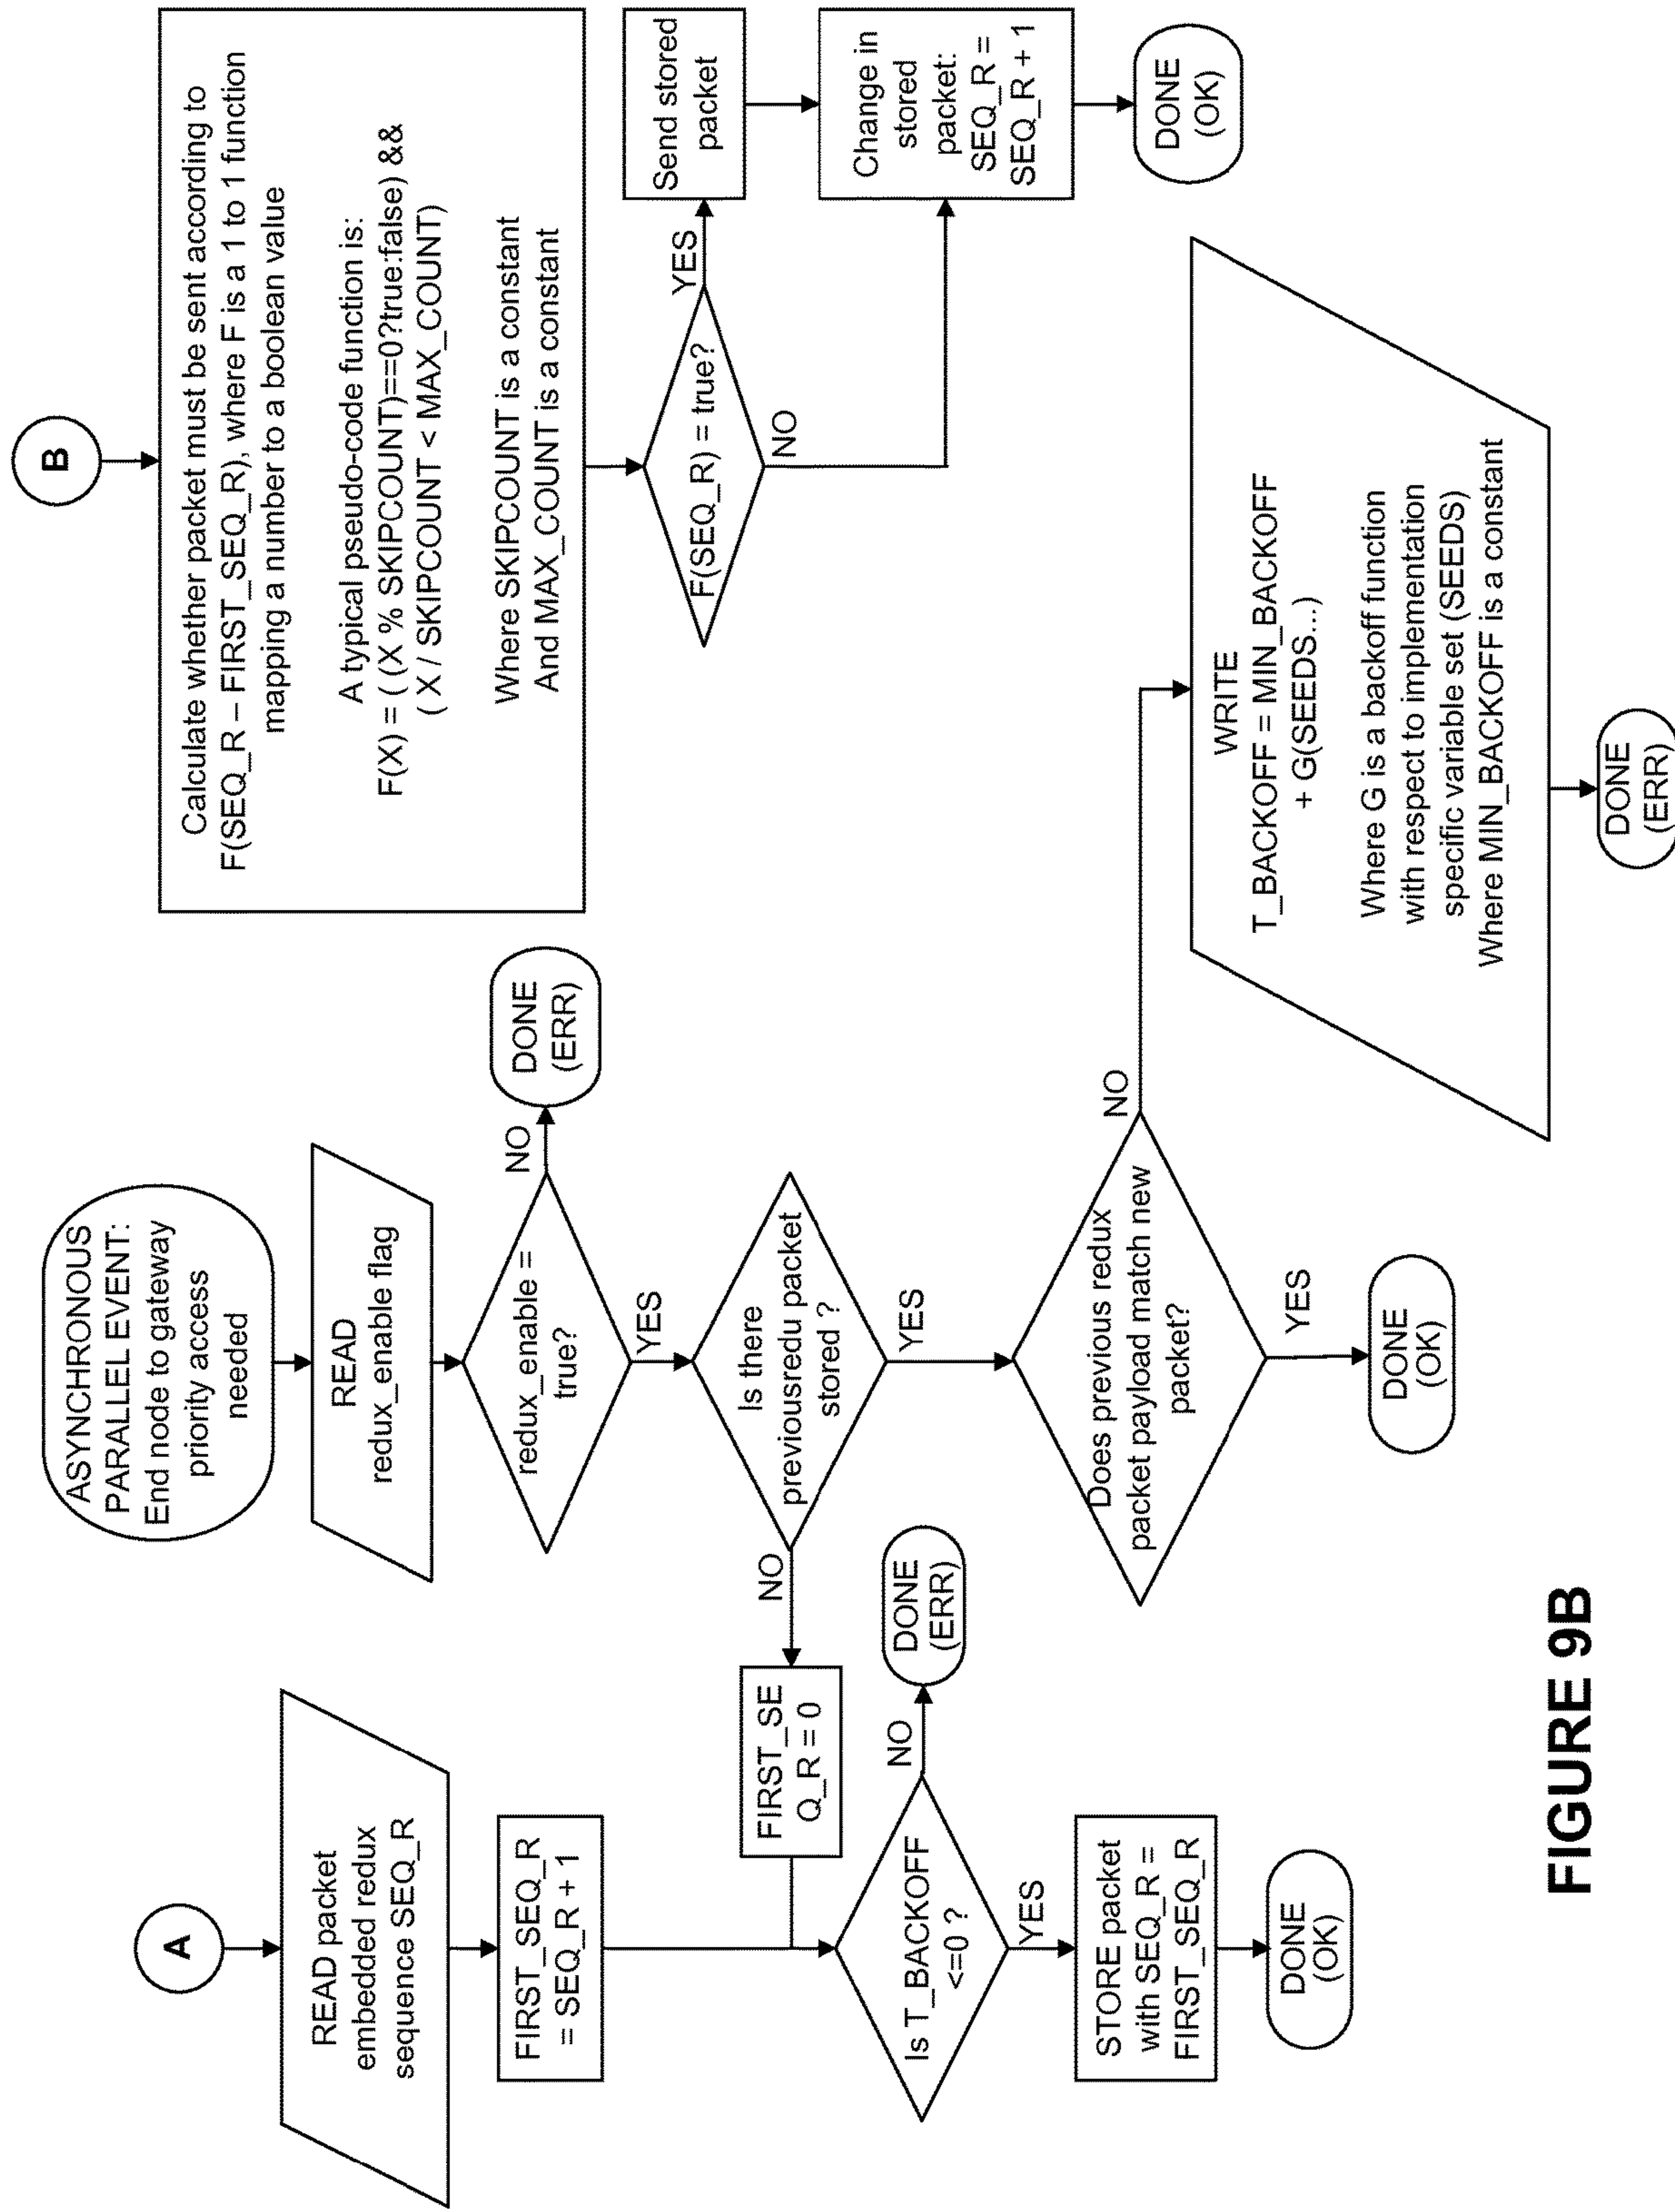 A
READ packet
embedded redux
sequence SEQ_R
FIRST_SEQ_R
= SEQ_R + 1
FIRST_SE
Q_R = 0
Is T_BACKOFF
<=0 ?
NO
DONE
(ERR)
YES
STORE packet
with SEQ_R =
FIRST_SEQ_R
DONE
(OK)
ASYNCHRONOUS
PARALLEL EVENT:
End node to gateway
priority access
needed
READ
redux_enable flag
redux_enable =
true?
NO
DONE
(ERR)
YES
Is there
previousredu packet
stored ?
NO
YES
Does previous redux
packet payload match new
packet?
NO
YES
DONE
(OK)
B
Calculate whether packet must be sent according to
F(SEQ_R – FIRST_SEQ_R), where F is a 1 to 1 function
mapping a number to a boolean value
A typical pseudo-code function is:
F(X) = ( (X % SKIPCOUNT)==0?true:false) &&
( X / SKIPCOUNT < MAX_COUNT)
Where SKIPCOUNT is a constant
And MAX_COUNT is a constant
F(SEQ_R) = true?
YES
NO
Send stored
packet
Change in
stored
packet:
SEQ_R =
SEQ_R + 1
DONE
(OK)
WRITE
T_BACKOFF = MIN_BACKOFF
+ G(SEEDS...)
Where G is a backoff function
with respect to implementation
specific variable set (SEEDS)
Where MIN_BACKOFF is a constant
DONE
(ERR)
FIGURE 9B